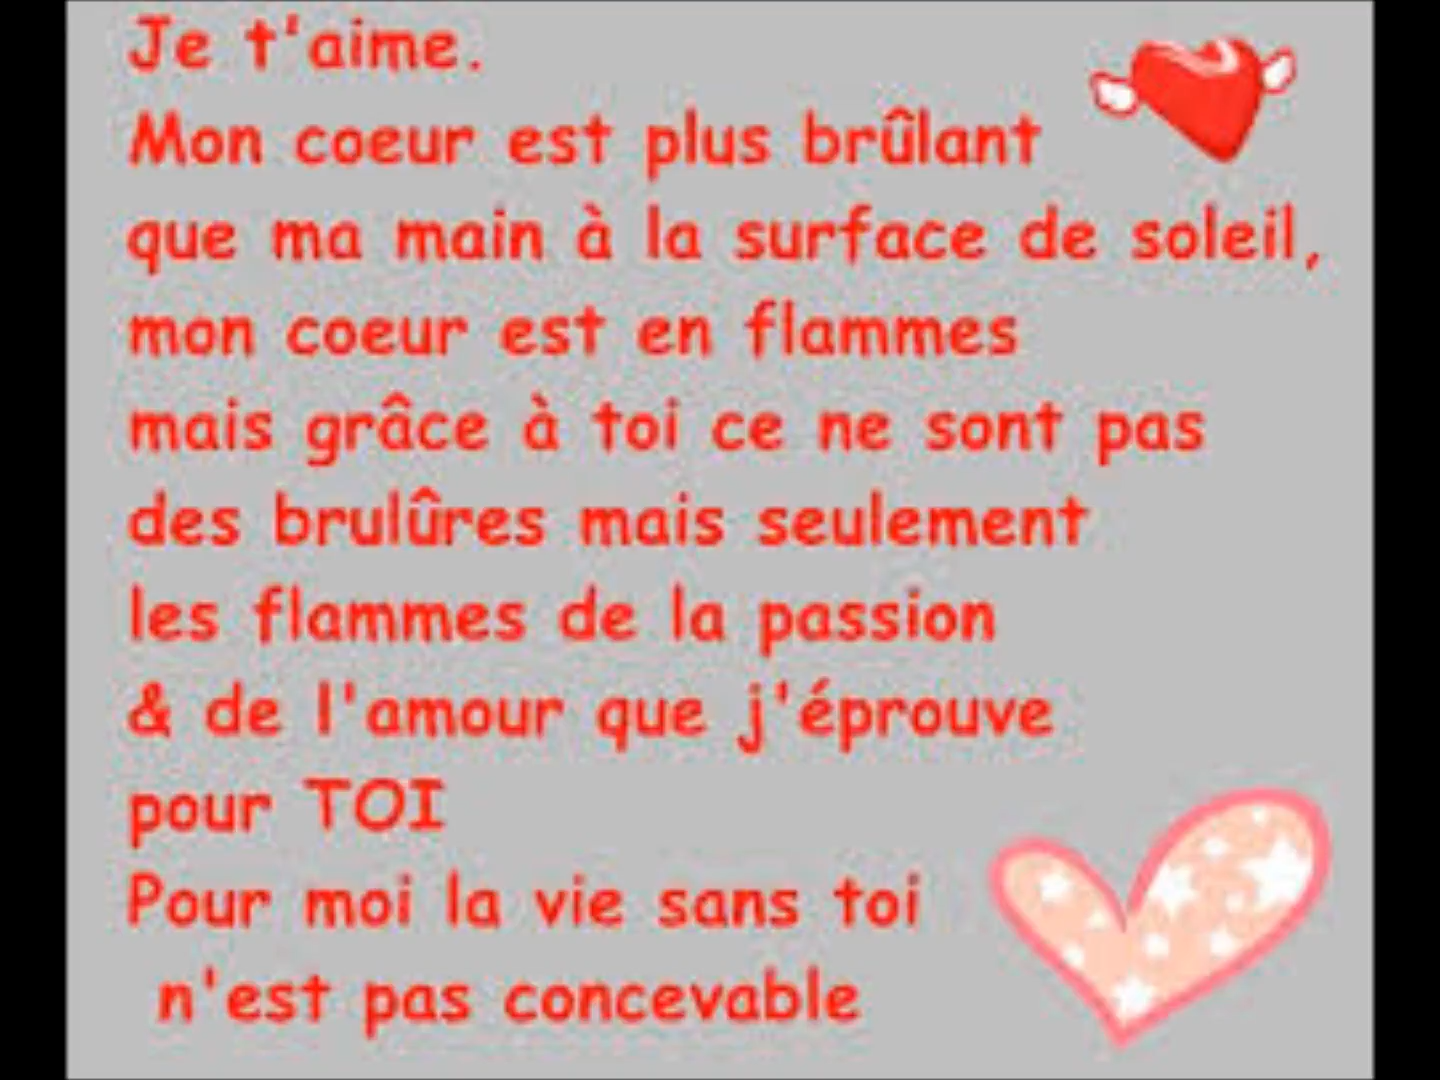 Je t'aime.
Mon coeur est plus brûlant
que ma main à la surface de soleil,
mon coeur est en flammes
mais grâce à toi ce ne sont pas
des brulûres mais seulement
les flammes de la passion
& de l'amour que j'éprouve
pour TOI
Pour moi la vie sans toi
n'est pas concevable